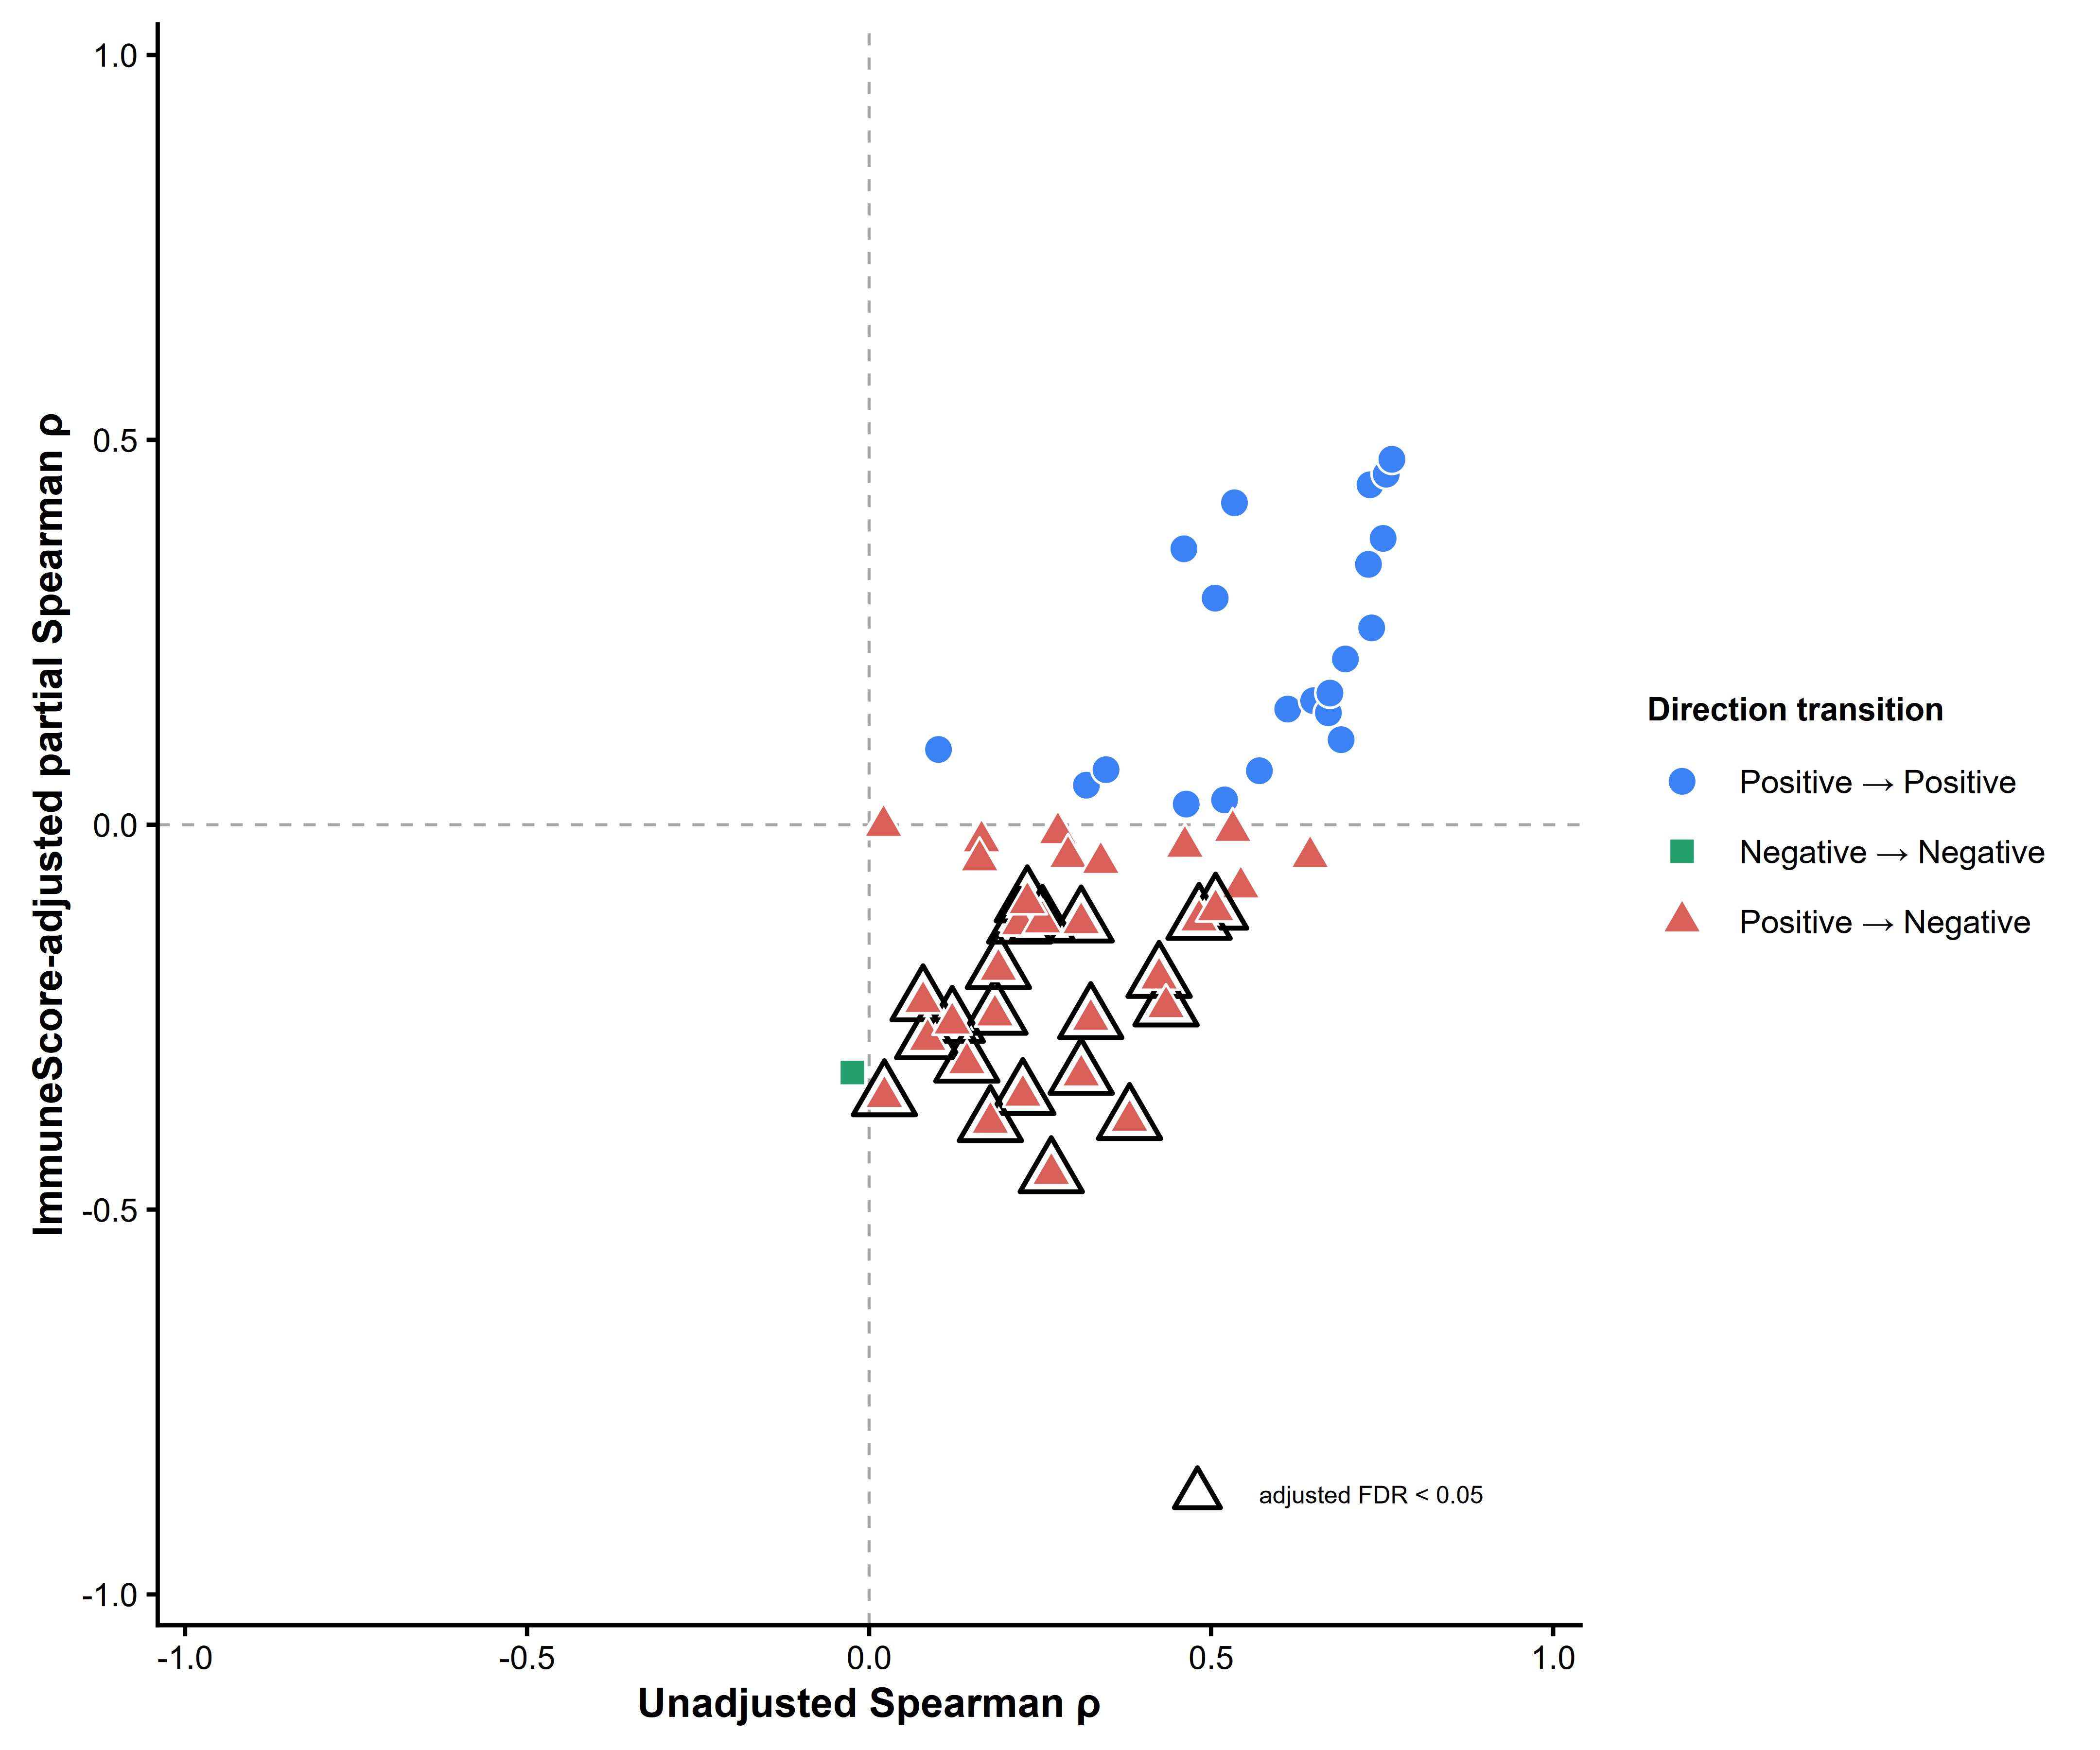 ImmuneScore-adjusted partial Spearman ρ
1.0
0.5
0.0
-0.5
-1.0
-1.0
-0.5
0.0
0.5
1.0
Unadjusted Spearman ρ
adjusted FDR < 0.05
Direction transition
Positive → Positive
Negative → Negative
Positive → Negative